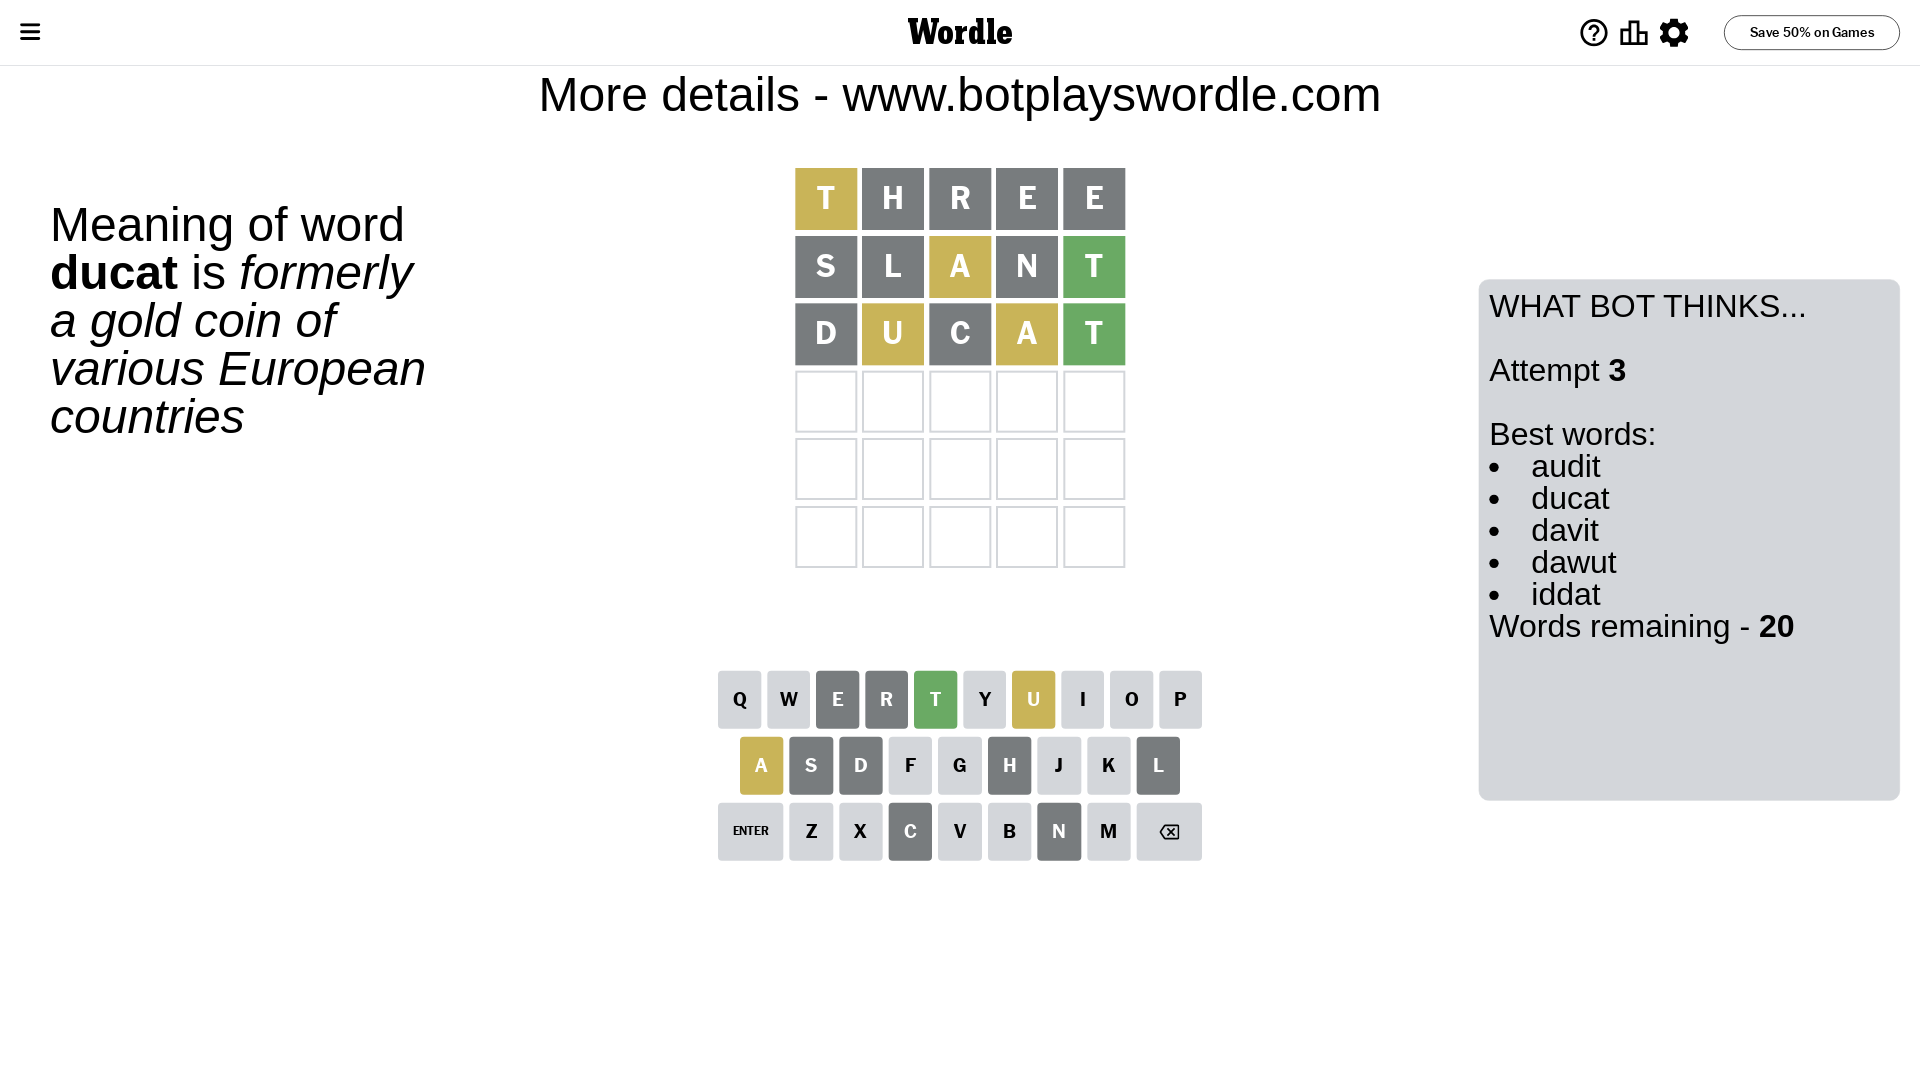 Wordle
Save 50% on Games
More details - www.botplayswordle.com
Meaning of word
ducat is formerly
a gold coin of
various European
countries
T H R E E
S L A N T
D U C A T
WHAT BOT THINKS...
Attempt 3
Best words:
• audit
• ducat
• davit
• dawut
• iddat
Words remaining - 20
Q W E R T Y U I O P
A S D F G H J K L
ENTER Z X C V B N M